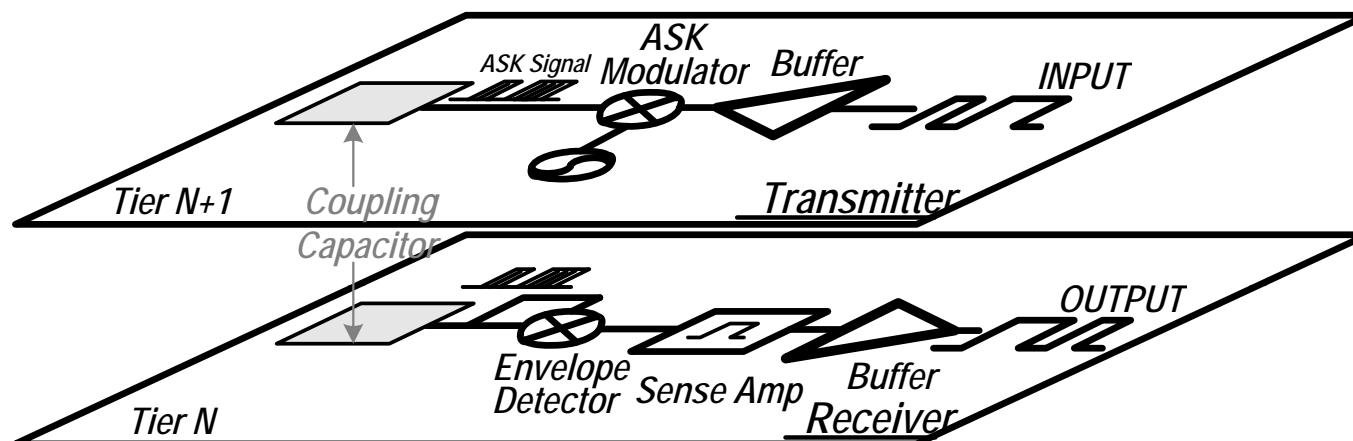 ASK
Modulator
ASK Signal
Buffer
INPUT
Tier N+1
Coupling
Capacitor
Transmitter
OUTPUT
Envelope
Detector
Sense Amp
Buffer
Tier N
Receiver